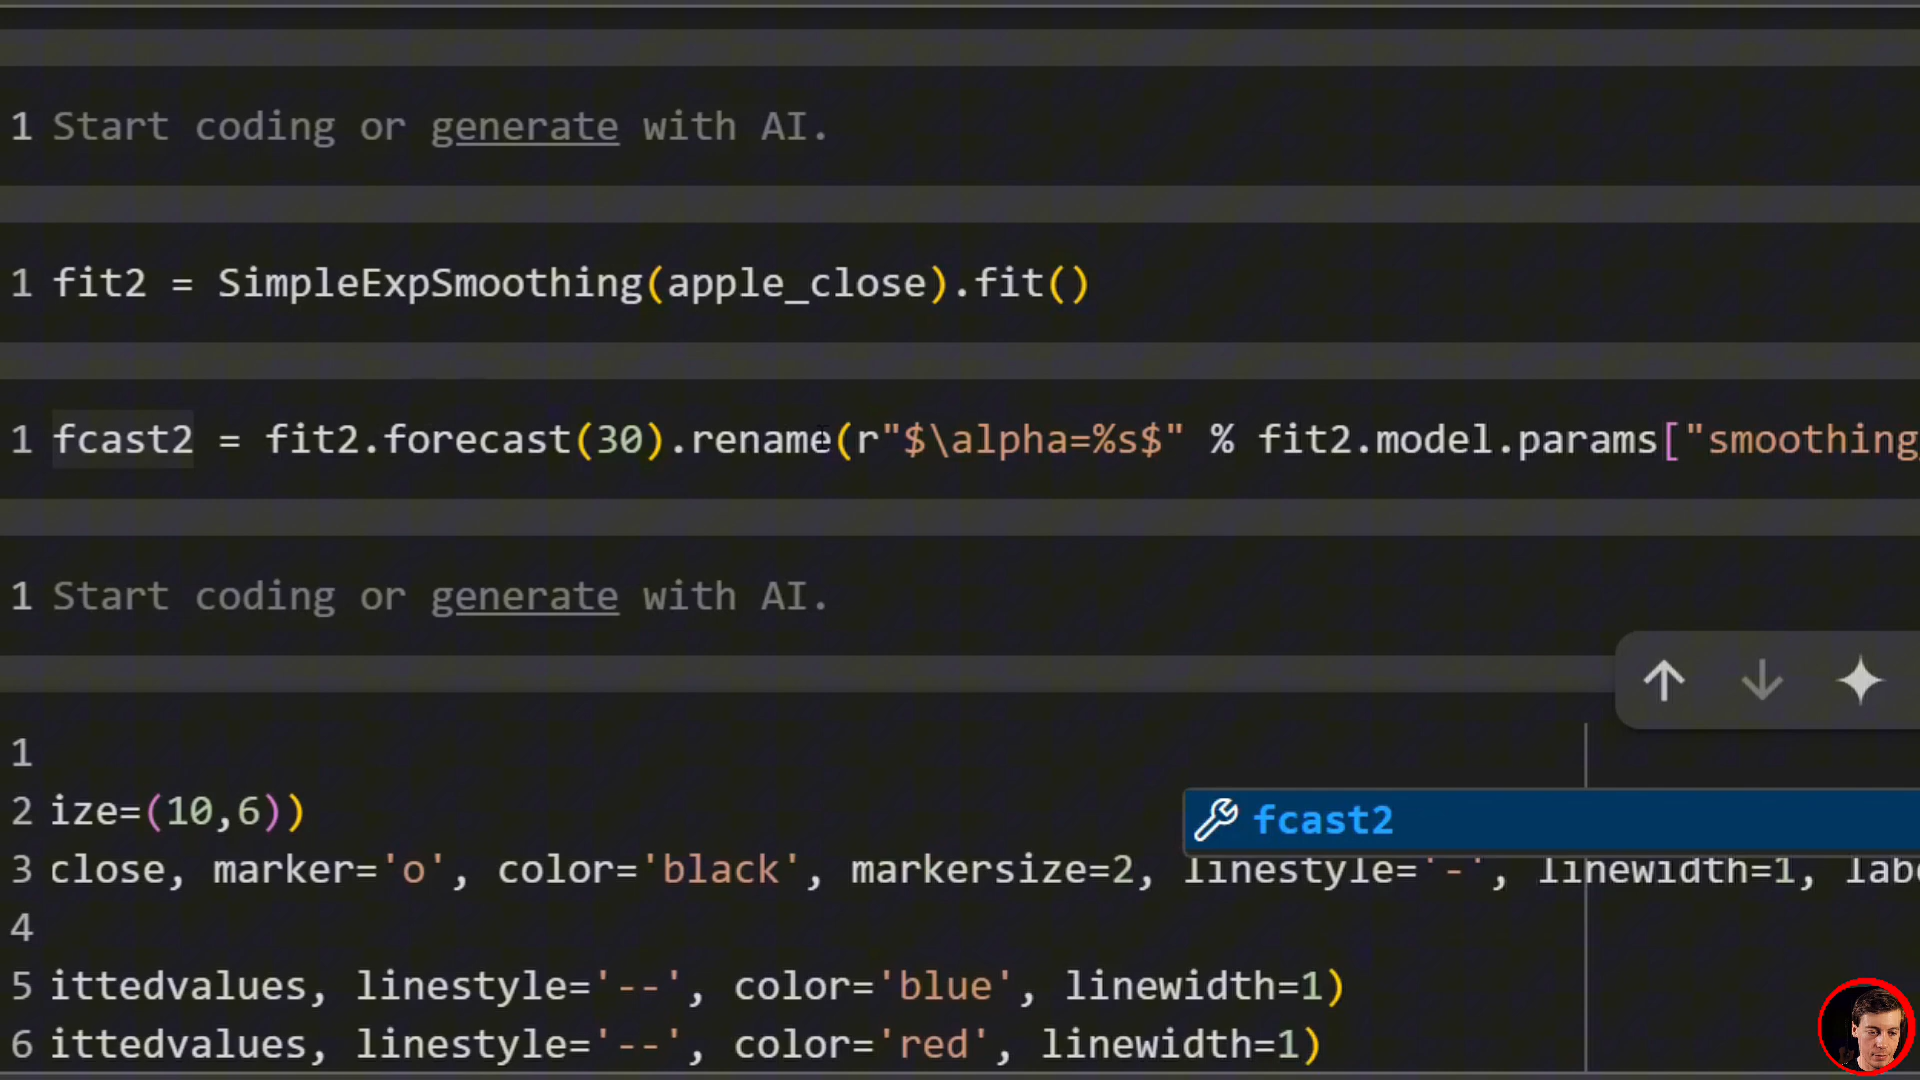 1 Start coding or generate with AI.
1 fit2 = SimpleExpSmoothing(apple_close).fit()
1 fcast2 = fit2.forecast(30).rename(r"$\alpha=%s$" % fit2.model.params["smoothing_
1 Start coding or generate with AI.
1
2 ize=(10,6))
fcast2
3 close, marker='o', color='black', markersize=2, linestyle='-', linewidth=1, labe
4
5 ittedvalues, linestyle='--', color='blue', linewidth=1)
6 ittedvalues, linestyle='--', color='red', linewidth=1)